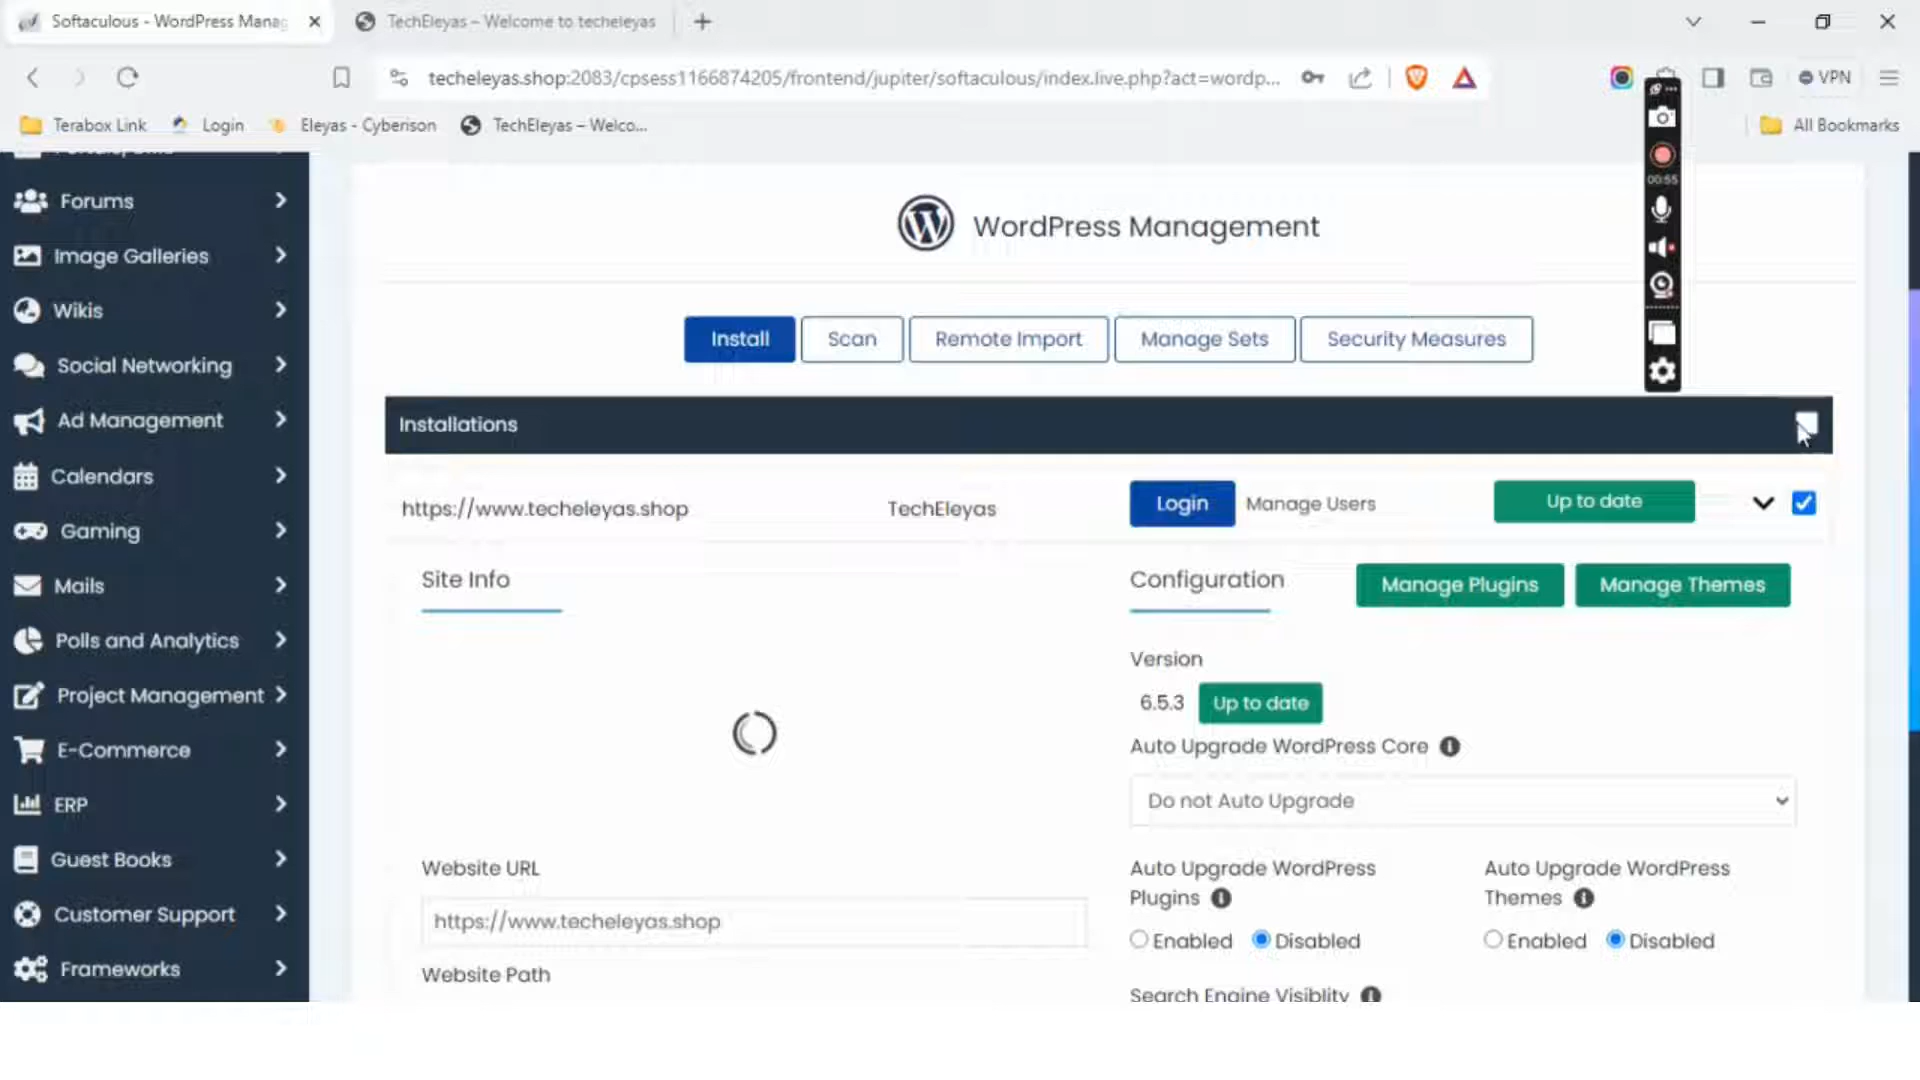 Softaculous - WordPress Manag
TechEleyas – Welcome to techeleyas
techeleyas.shop:2083/cpsess1166874205/frontend/jupiter/softaculous/index.live.php?act=wordp...
VPN
Terabox Link
Login
Eleyas - Cyberison
TechEleyas – Welco...
All Bookmarks
00:55
Forums
Image Galleries
Wikis
Social Networking
Ad Management
Calendars
Gaming
Mails
Polls and Analytics
Project Management
E-Commerce
ERP
Guest Books
Customer Support
Frameworks
WordPress Management
Install
Scan
Remote Import
Manage Sets
Security Measures
Installations
https://www.techeleyas.shop
TechEleyas
Login
Manage Users
Up to date
Site Info
Configuration
Manage Plugins
Manage Themes
Version
6.5.3
Up to date
Auto Upgrade WordPress Core
Do not Auto Upgrade
Website URL
https://www.techeleyas.shop
Website Path
Auto Upgrade WordPress
Plugins
Enabled
Disabled
Auto Upgrade WordPress
Themes
Enabled
Disabled
Search Engine Visiblity